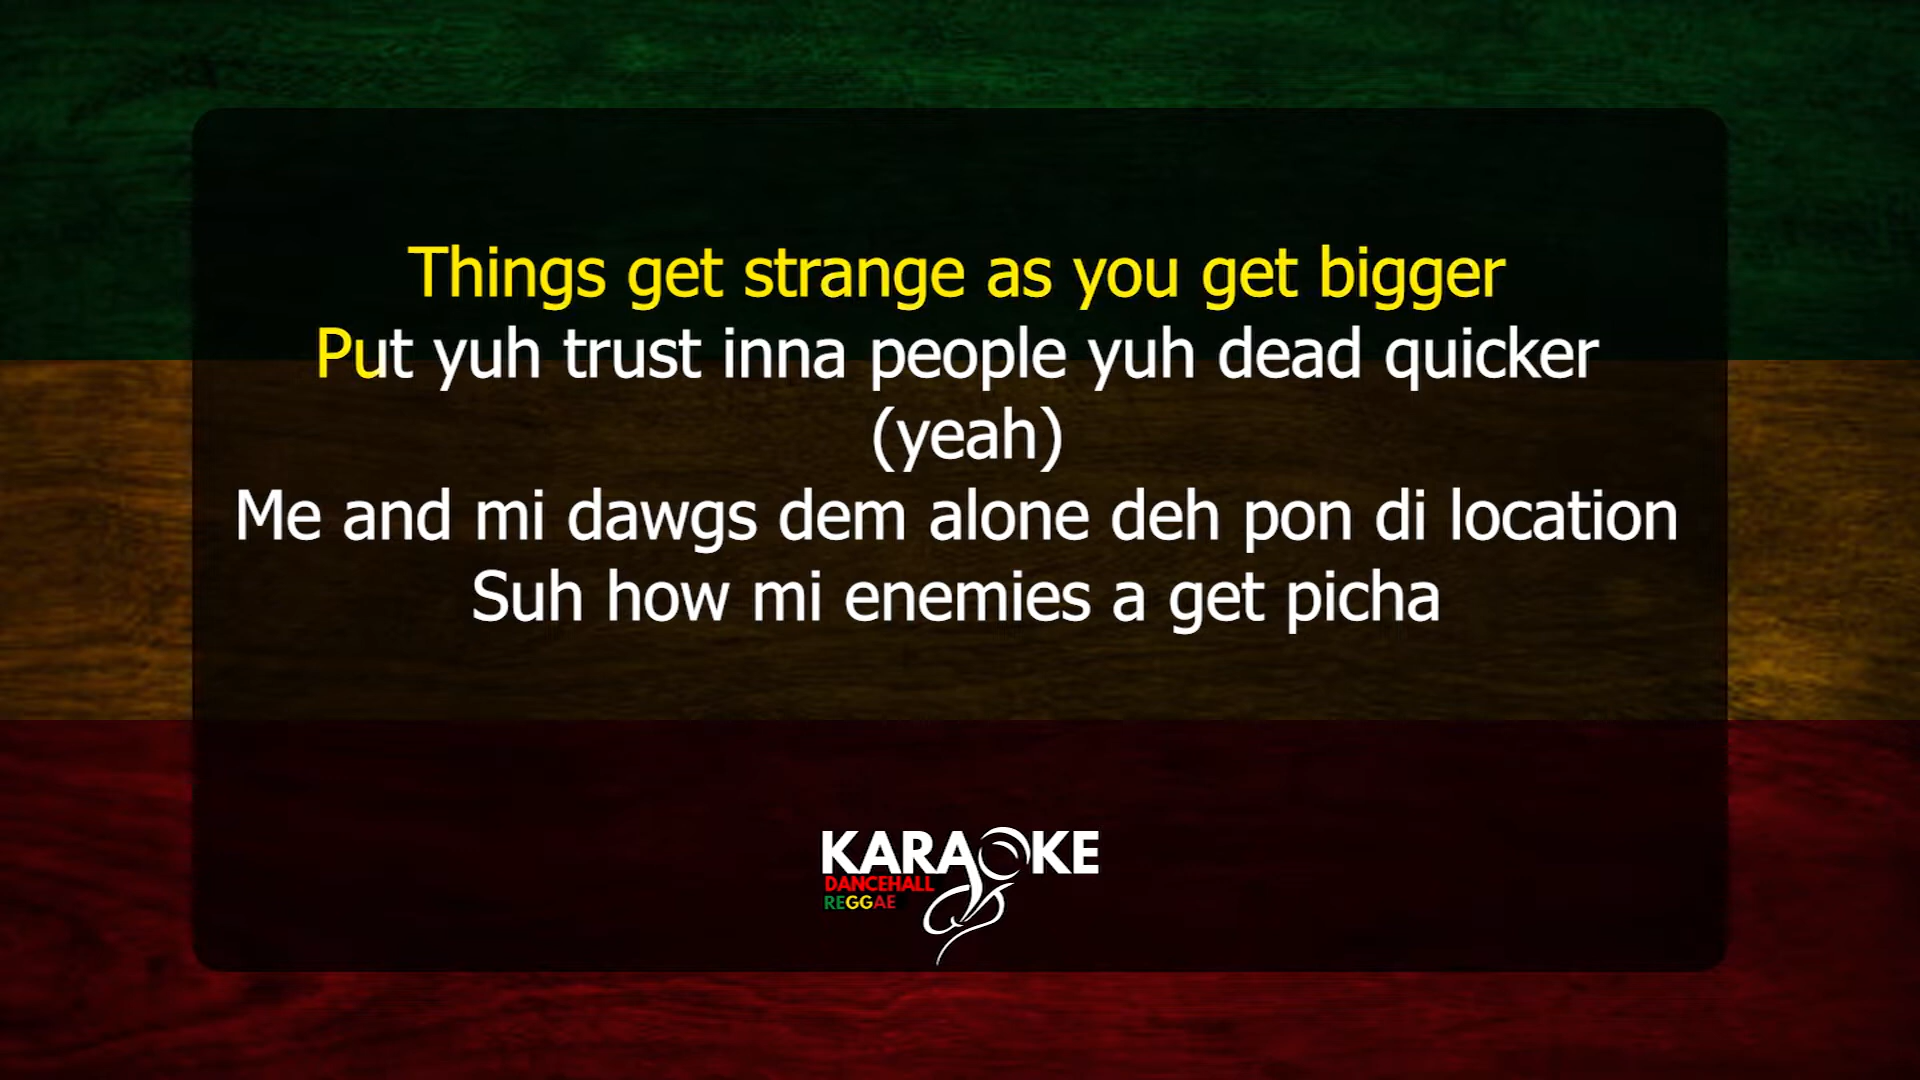 Things get strange as you get bigger
Put yuh trust inna people yuh dead quicker
(yeah)
Me and mi dawgs dem alone deh pon di location
Suh how mi enemies a get picha
KARAOKE
DANCEHALL
REGGAE